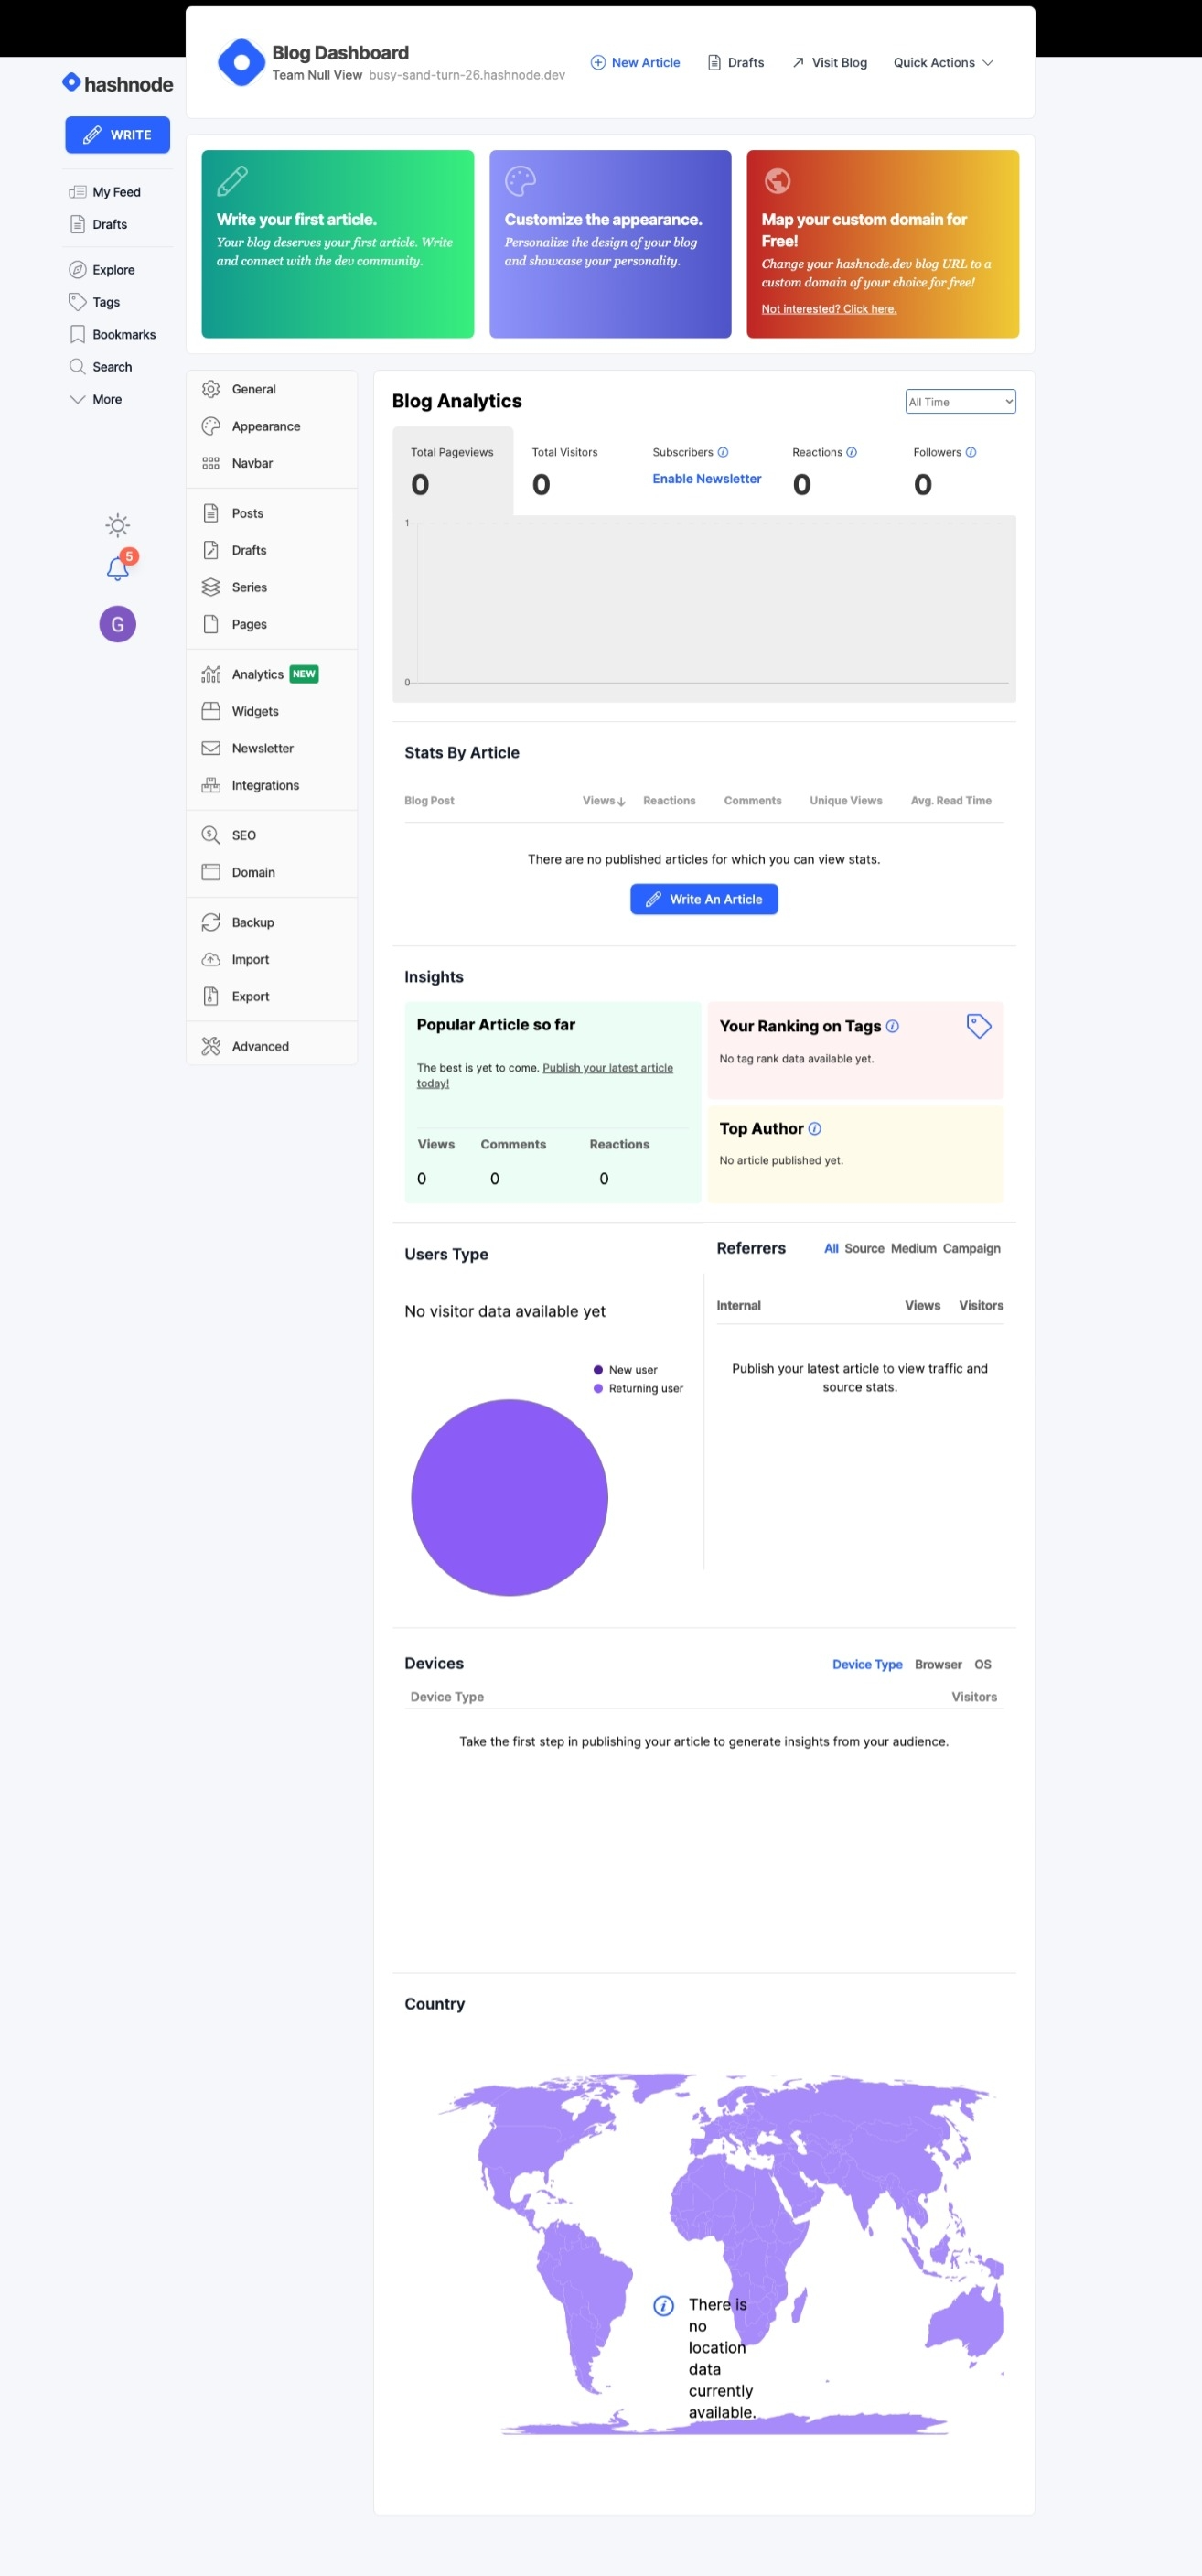 Blog Dashboard
Team Null View busy-sand-turn-26.hashnode.dev
New Article
Drafts
Visit Blog
Quick Actions
hashnode
WRITE
My Feed
Drafts
Explore
Tags
Bookmarks
Search
More
5
G
Write your first article.
Your blog deserves your first article. Write
and connect with the dev community.
Customize the appearance.
Personalize the design of your blog
and showcase your personality.
Map your custom domain for
Free!
Change your hashnode.dev blog URL to a
custom domain of your choice for free!
Not interested? Click here.
General
Appearance
Navbar
Posts
Drafts
Series
Pages
Analytics NEW
Widgets
Newsletter
Integrations
SEO
Domain
Backup
Import
Export
Advanced
Blog Analytics
All Time
Total Pageviews
0
Total Visitors
0
Subscribers
Enable Newsletter
Reactions
0
Followers
0
1
0
Stats By Article
Blog Post Views Reactions Comments Unique Views Avg. Read Time
There are no published articles for which you can view stats.
Write An Article
Insights
Popular Article so far
The best is yet to come. Publish your latest article
today!
Views Comments Reactions
0 0 0
Your Ranking on Tags
No tag rank data available yet.
Top Author
No article published yet.
Users Type
No visitor data available yet
New user
Returning user
Referrers
All Source Medium Campaign
Internal Views Visitors
Publish your latest article to view traffic and
source stats.
Devices
Device Type Browser OS
Device Type Visitors
Take the first step in publishing your article to generate insights from your audience.
Country
There is
no
location
data
currently
available.